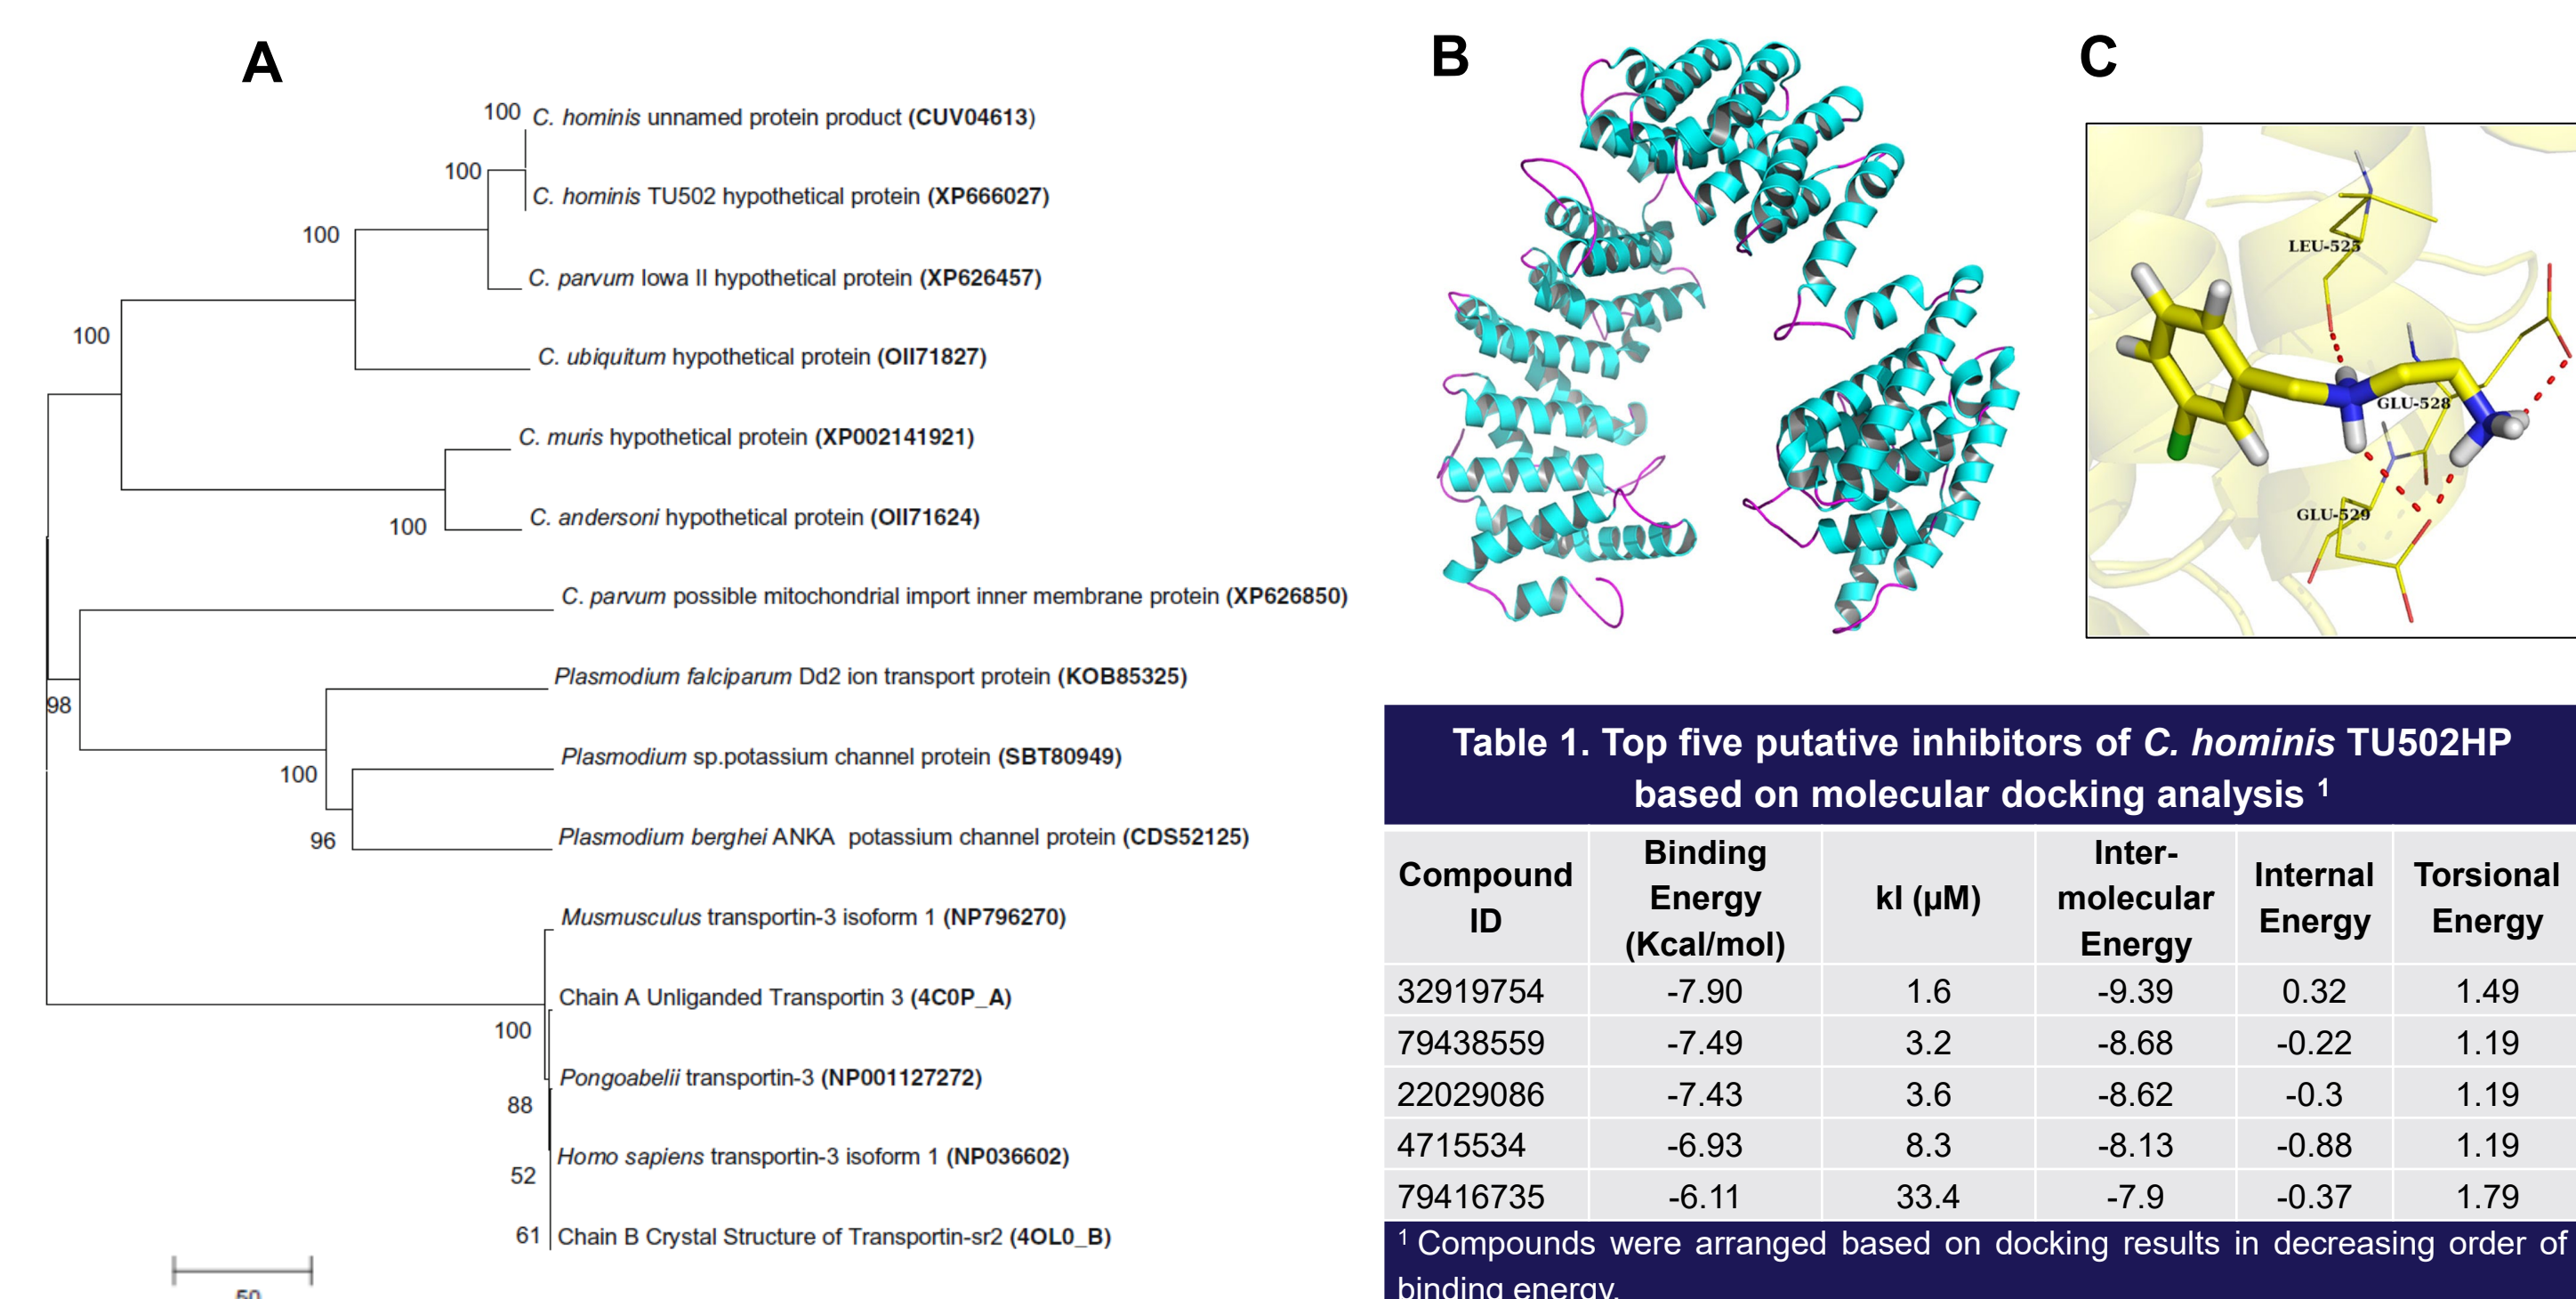 A
100 C. hominis unnamed protein product (CUV04613)
100
C. hominis TU502 hypothetical protein (XP666027)
100
C. parvum Iowa II hypothetical protein (XP626457)
100
C. ubiquitum hypothetical protein (OII71827)
C. muris hypothetical protein (XP002141921)
100
C. andersoni hypothetical protein (OII71624)
C. parvum possible mitochondrial import inner membrane protein (XP626850)
Plasmodium falciparum Dd2 ion transport protein (KOB85325)
98
Plasmodium sp.potassium channel protein (SBT80949)
100
Plasmodium berghei ANKA potassium channel protein (CDS52125)
96
Musmusculus transportin-3 isoform 1 (NP796270)
Chain A Unliganded Transportin 3 (4C0P_A)
100
Pongoabelii transportin-3 (NP001127272)
88
Homo sapiens transportin-3 isoform 1 (NP036602)
52
61 Chain B Crystal Structure of Transportin-sr2 (4OL0_B)
50
B
C
LEU-525
GLU-528
GLU-529
Table 1. Top five putative inhibitors of C. hominis TU502HP
based on molecular docking analysis 1
Compound ID | Binding Energy (Kcal/mol) | kI (µM) | Inter-molecular Energy | Internal Energy | Torsional Energy
32919754 -7.90 1.6 -9.39 0.32 1.49
79438559 -7.49 3.2 -8.68 -0.22 1.19
22029086 -7.43 3.6 -8.62 -0.3 1.19
4715534 -6.93 8.3 -8.13 -0.88 1.19
79416735 -6.11 33.4 -7.9 -0.37 1.79
1 Compounds were arranged based on docking results in decreasing order of
binding energy.